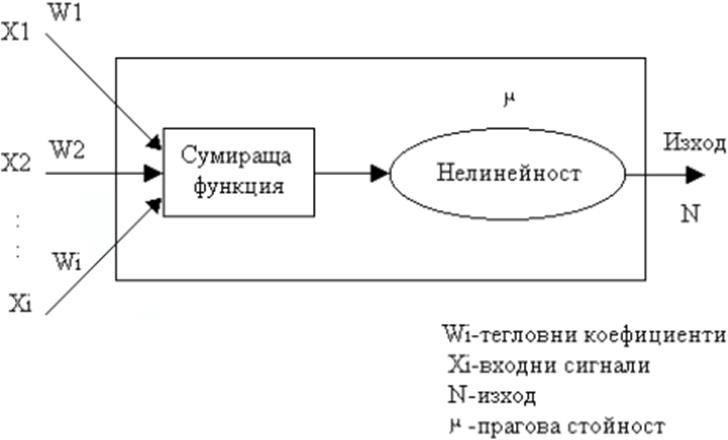 W1
X1
μ
W2
X2
Сумираща
функция
Нелинейност
Изход
N
:
:
Wi
Xi
Wi-тегловни коефициенти
Xi-входни сигнали
N-изход
μ-прагова стойност